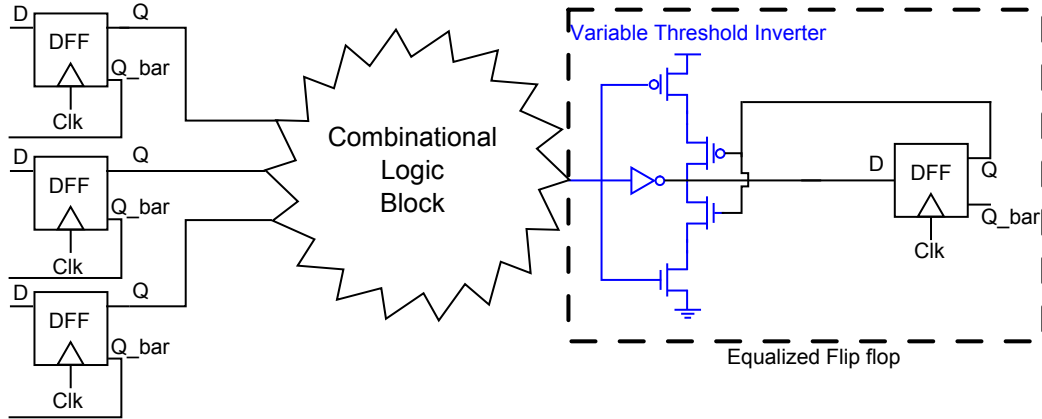 D
Q
DFF
Q_bar
Clk
D
Q
DFF
Q_bar
Clk
D
Q
DFF
Q_bar
Clk
Combinational
Logic
Block
Variable Threshold Inverter
D
DFF
Q
Q_bar
Clk
Equalized Flip flop